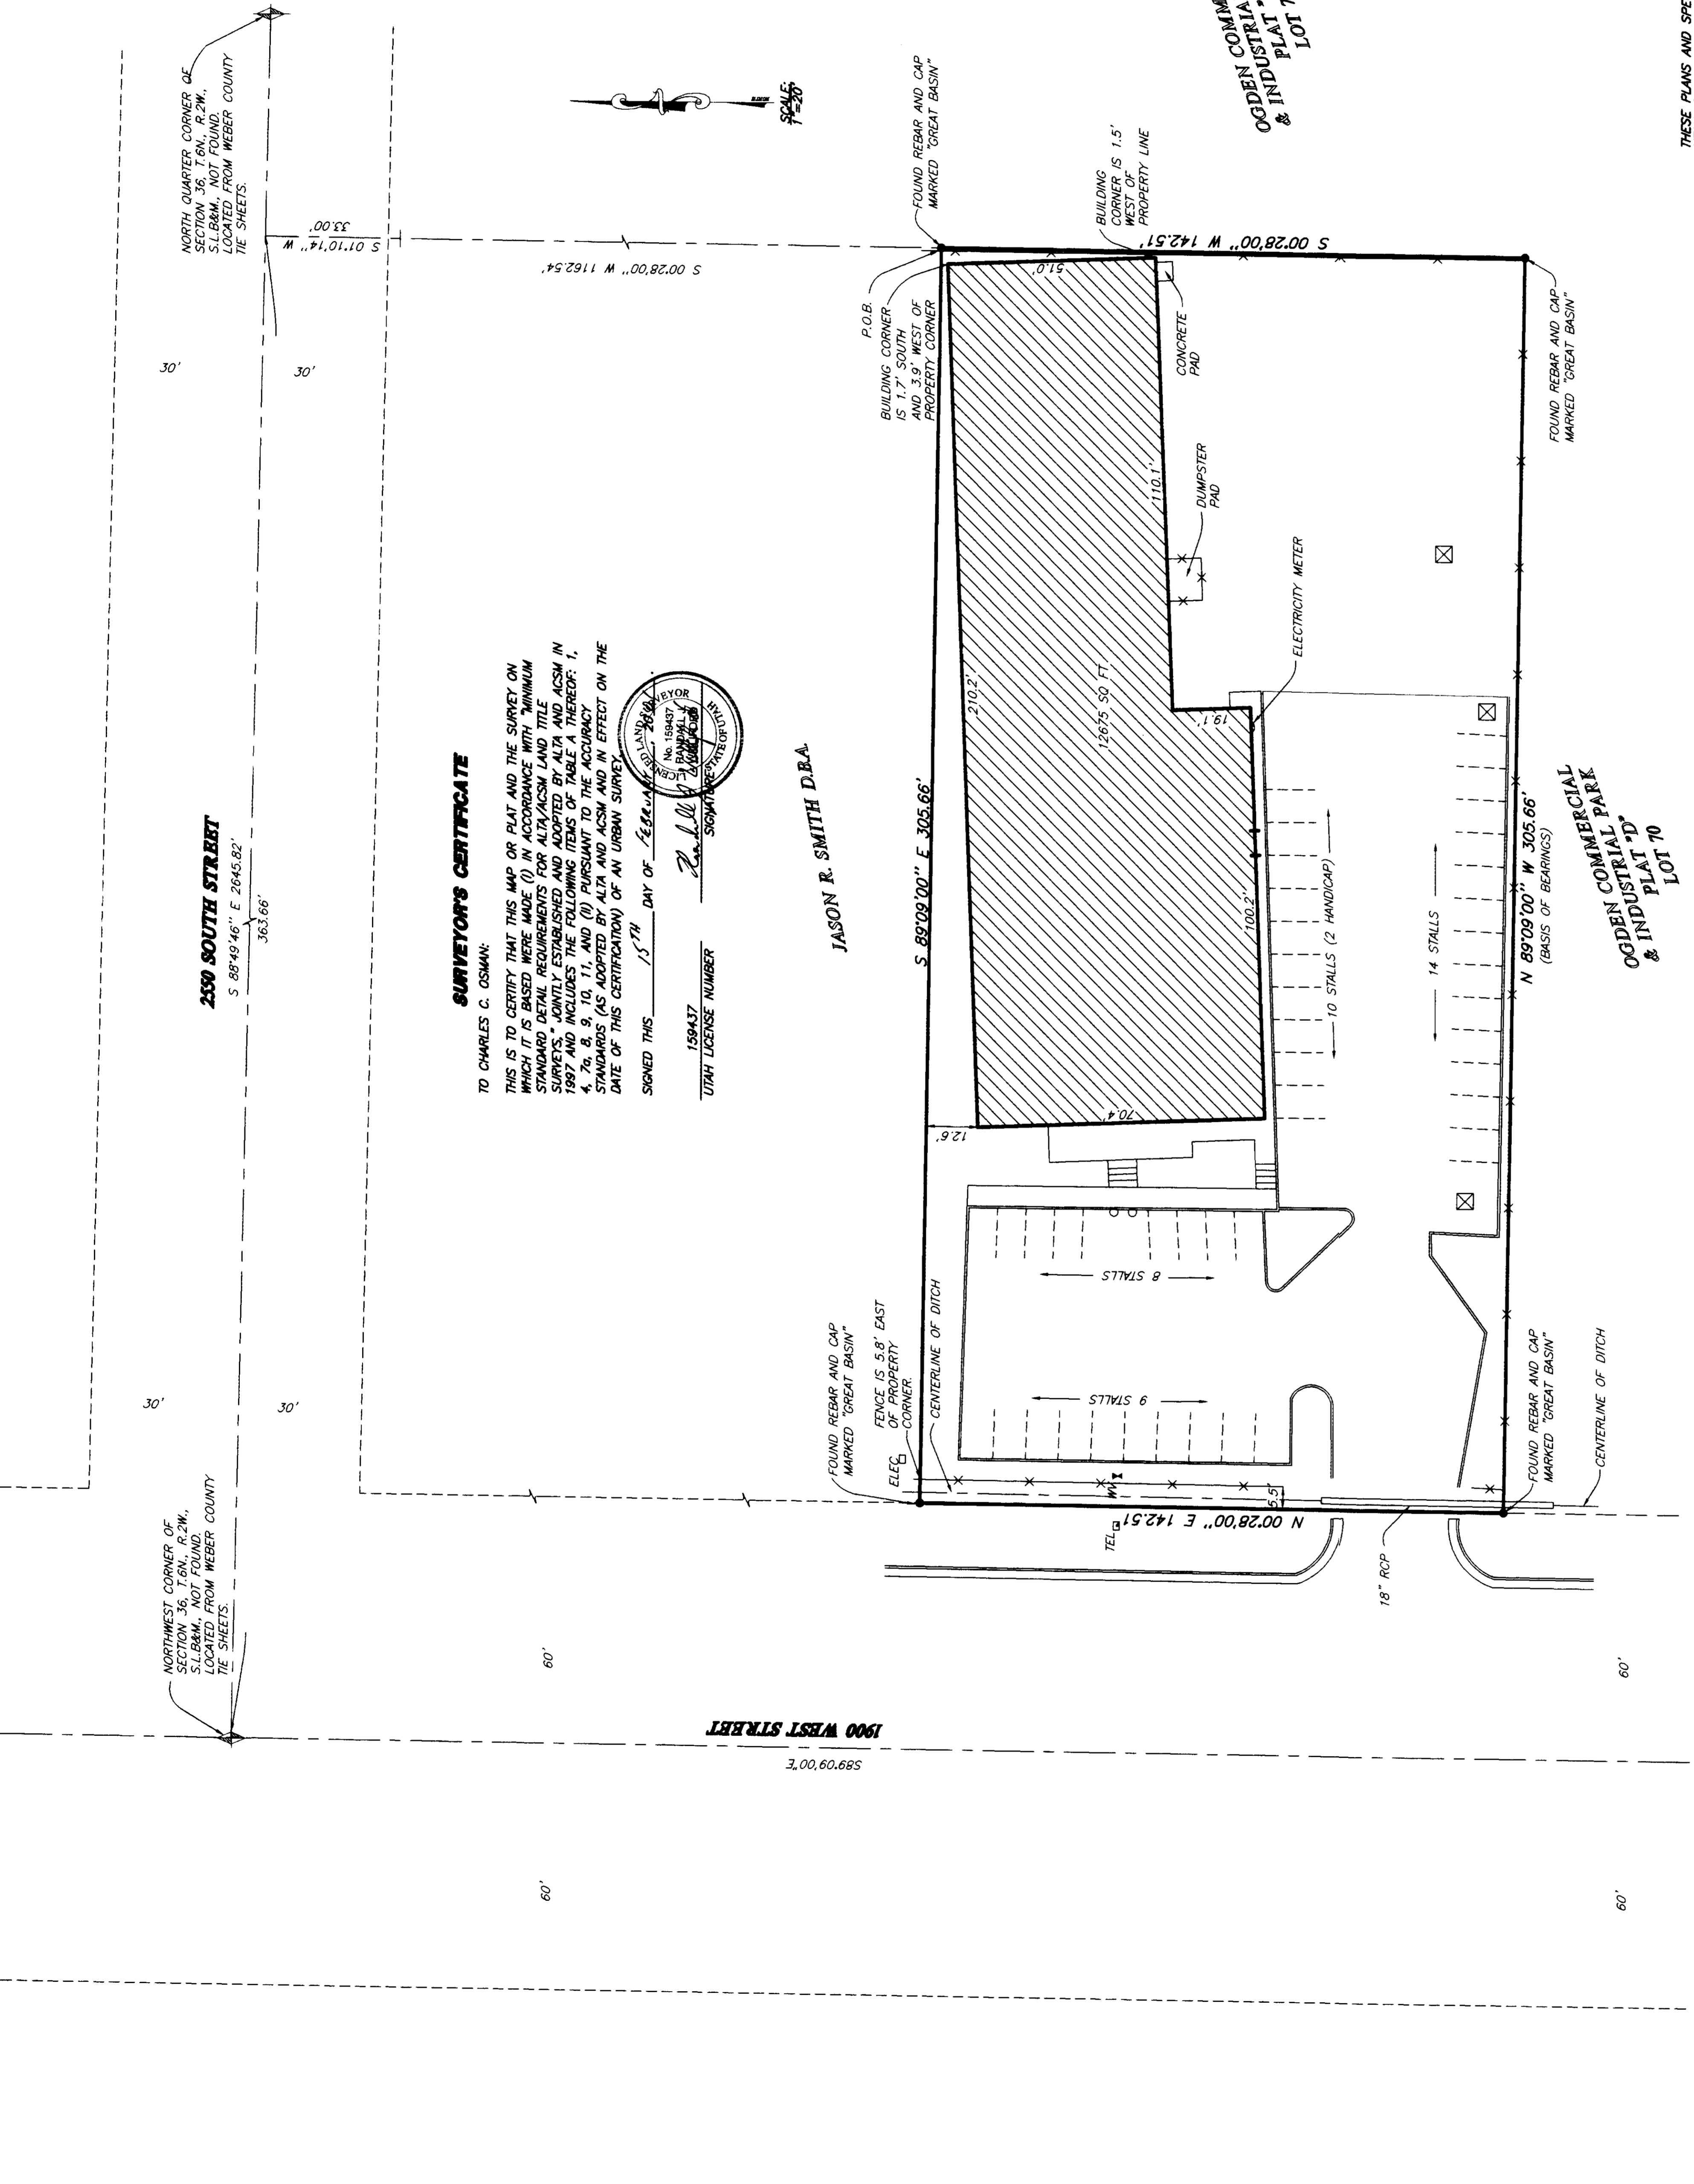 NORTH QUARTER CORNER OF
SECTION 36, T.6N., R.2W.,
S.L.B&M., NOT FOUND.
LOCATED FROM WEBER COUNTY
TIE SHEETS.
S 01°10'14" W
33.00'
S 00°28'00" W 1162.54'
30'
30'
2550 SOUTH STREET
S 88°49'46" E 2645.82'
363.66'
30'
30'
NORTHWEST CORNER OF
SECTION 36, T.6N., R.2W.,
S.L.B&M., NOT FOUND.
LOCATED FROM WEBER COUNTY
TIE SHEETS.
SURVEYOR'S CERTIFICATE
TO CHARLES C. OSMAN:
THIS IS TO CERTIFY THAT THIS MAP OR PLAT AND THE SURVEY ON
WHICH IT IS BASED WERE MADE (I) IN ACCORDANCE WITH "MINIMUM
STANDARD DETAIL REQUIREMENTS FOR ALTA/ACSM LAND TITLE
SURVEYS," JOINTLY ESTABLISHED AND ADOPTED BY ALTA AND ACSM IN
1997 AND INCLUDES THE FOLLOWING ITEMS OF TABLE A THEREOF: 1,
4, 7a, 8, 9, 10, 11, AND (II) PURSUANT TO THE ACCURACY
STANDARDS (AS ADOPTED BY ALTA AND ACSM AND IN EFFECT ON THE
DATE OF THIS CERTIFICATION) OF AN URBAN SURVEY.
SIGNED THIS 15TH DAY OF FEBRUARY
159437
UTAH LICENSE NUMBER
SIGNATURE
LICENSED LAND SURVEYOR
No. 159437
STATE OF UTAH
SCALE:
1"=20'
JASON R. SMITH D.B.A.
FOUND REBAR AND CAP
MARKED "GREAT BASIN"
P.O.B.
BUILDING CORNER
IS 1.7' SOUTH
AND 3.9' WEST OF
PROPERTY CORNER
BUILDING
CORNER IS 1.5'
WEST OF
PROPERTY LINE
S 00°28'00" W 142.51'
OGDEN COMM
& INDUSTRIA
PLAT "
LOT 7
THESE PLANS AND SPE
S 89°09'00" E 305.66'
51.0'
210.2'
12675 SQ FT.
110.1'
19.1'
100.2'
70.4'
12.6'
CONCRETE
PAD
DUMPSTER
PAD
ELECTRICITY METER
10 STALLS (2 HANDICAP)
14 STALLS
8 STALLS
9 STALLS
FOUND REBAR AND CAP
MARKED "GREAT BASIN"
N 89°09'00" W 305.66'
(BASIS OF BEARINGS)
OGDEN COMMERCIAL
& INDUSTRIAL PARK
PLAT "D"
LOT 70
FOUND REBAR AND CAP
MARKED "GREAT BASIN"
ELEC.
FENCE IS 5.8' EAST
OF PROPERTY
CORNER.
CENTERLINE OF DITCH
WV
5.5'
TEL
N 00°28'00" E 142.51'
18" RCP
FOUND REBAR AND CAP
MARKED "GREAT BASIN"
CENTERLINE OF DITCH
60'
60'
1900 WEST STREET
S89°09'00"E
60'
60'